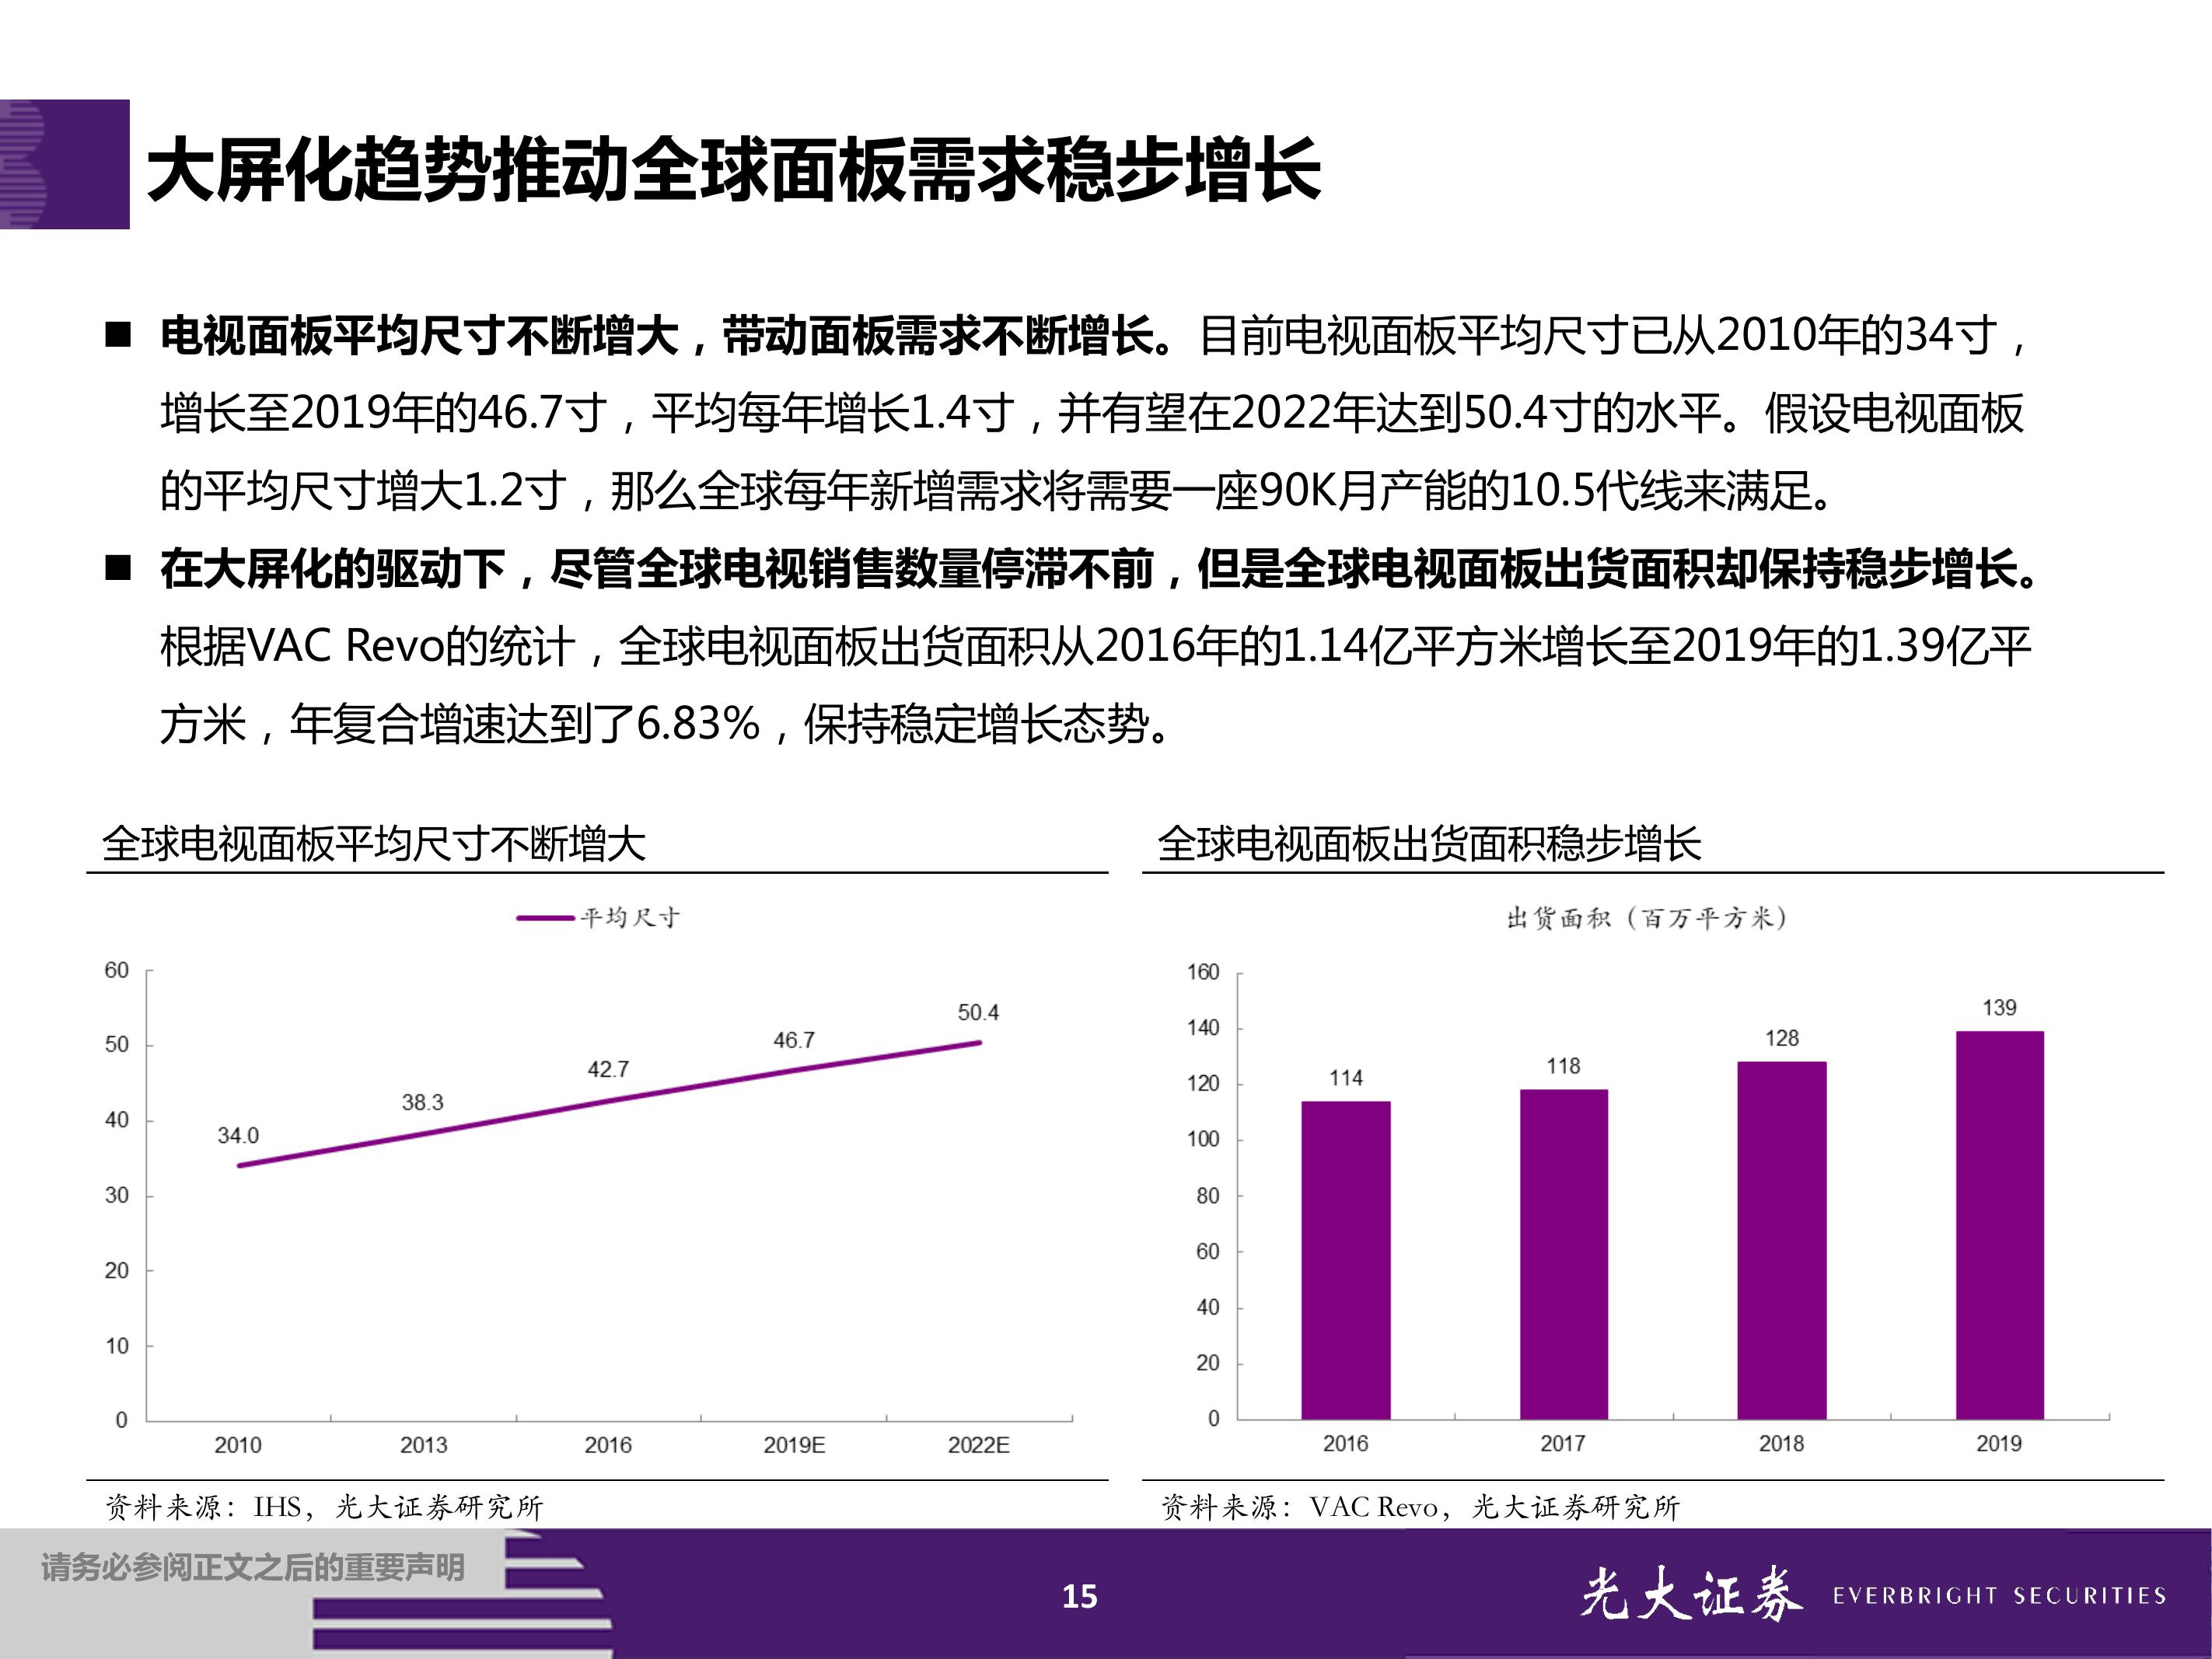 大屏化趋势推动全球面板需求稳步增长
■ 电视面板平均尺寸不断增大，带动面板需求不断增长。目前电视面板平均尺寸已从2010年的34寸，
增长至2019年的46.7寸，平均每年增长1.4寸，并有望在2022年达到50.4寸的水平。假设电视面板
的平均尺寸增大1.2寸，那么全球每年新增需求将需要一座90K月产能的10.5代线来满足。
■ 在大屏化的驱动下，尽管全球电视销售数量停滞不前，但是全球电视面板出货面积却保持稳步增长。
根据VAC Revo的统计，全球电视面板出货面积从2016年的1.14亿平方米增长至2019年的1.39亿平
方米，年复合增速达到了6.83%，保持稳定增长态势。
全球电视面板平均尺寸不断增大
平均尺寸
60
50
40
30
20
10
0
34.0
38.3
42.7
46.7
50.4
2010 2013 2016 2019E 2022E
资料来源：IHS，光大证券研究所
全球电视面板出货面积稳步增长
出货面积（百万平方米）
160
140
120
100
80
60
40
20
0
114
118
128
139
2016 2017 2018 2019
资料来源：VAC Revo，光大证券研究所
请务必参阅正文之后的重要声明
15
光大证券 EVERBRIGHT SECURITIES